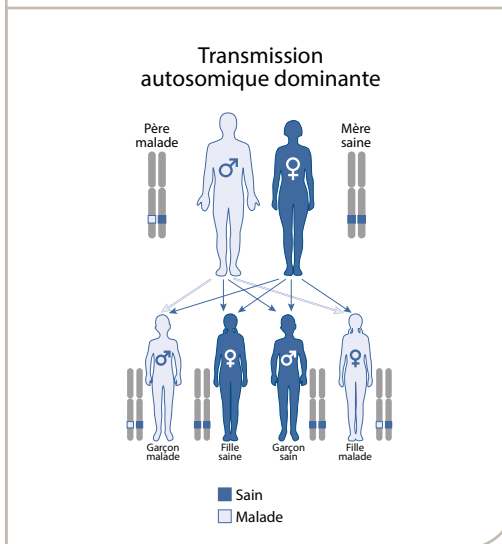 Transmission
autosomique dominante
Père
malade
Mère
saine
Garçon
malade
Fille
saine
Garçon
sain
Fille
malade
Sain
Malade